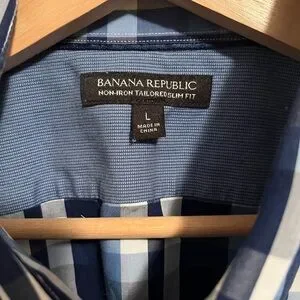 BANANA REPUBLIC
NON-IRON TAILORED SLIM FIT
L
MADE IN
CHINA